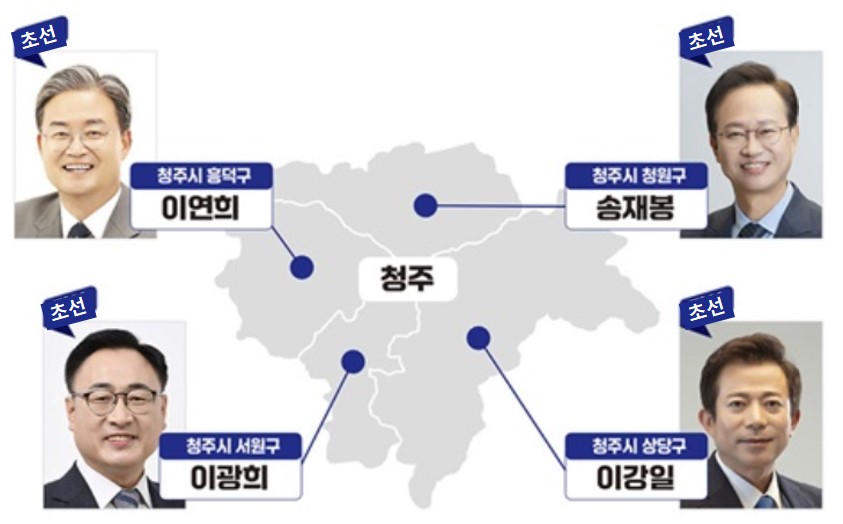 초선
청주시 흥덕구
이연희
초선
청주시 청원구
송재봉
청주
초선
청주시 서원구
이광희
초선
청주시 상당구
이강일